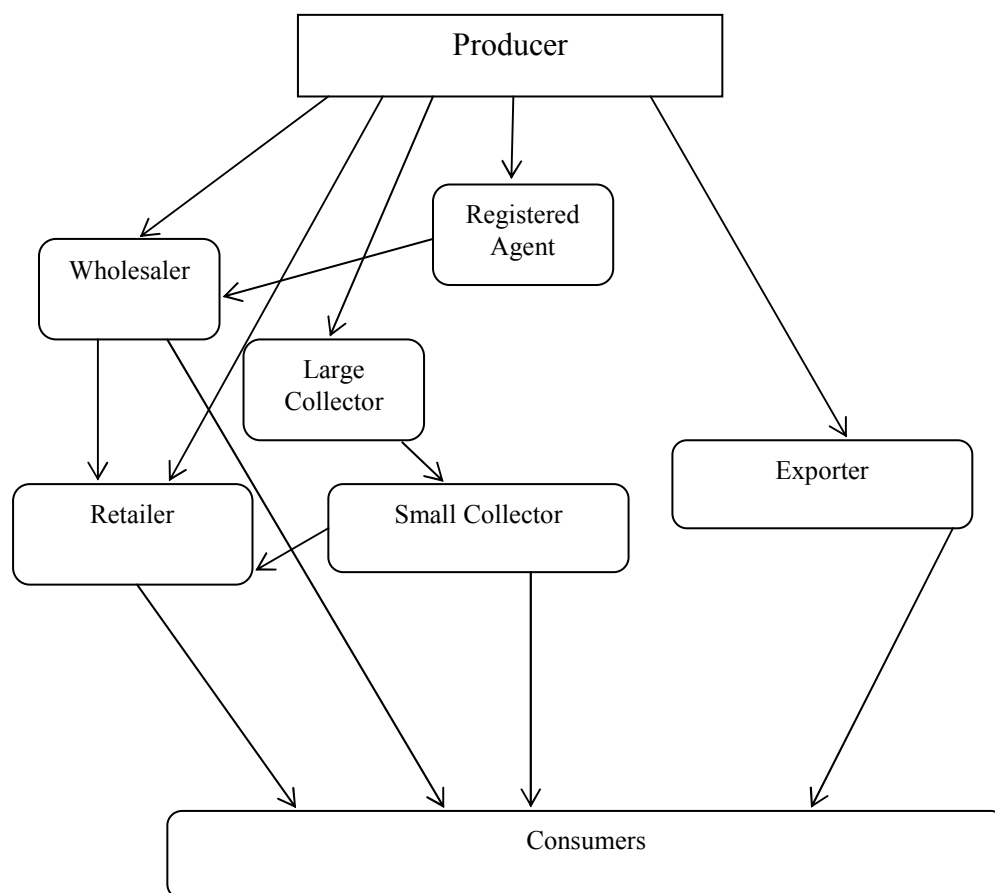 Producer
Registered
Agent
Wholesaler
Large
Collector
Exporter
Retailer
Small Collector
Consumers